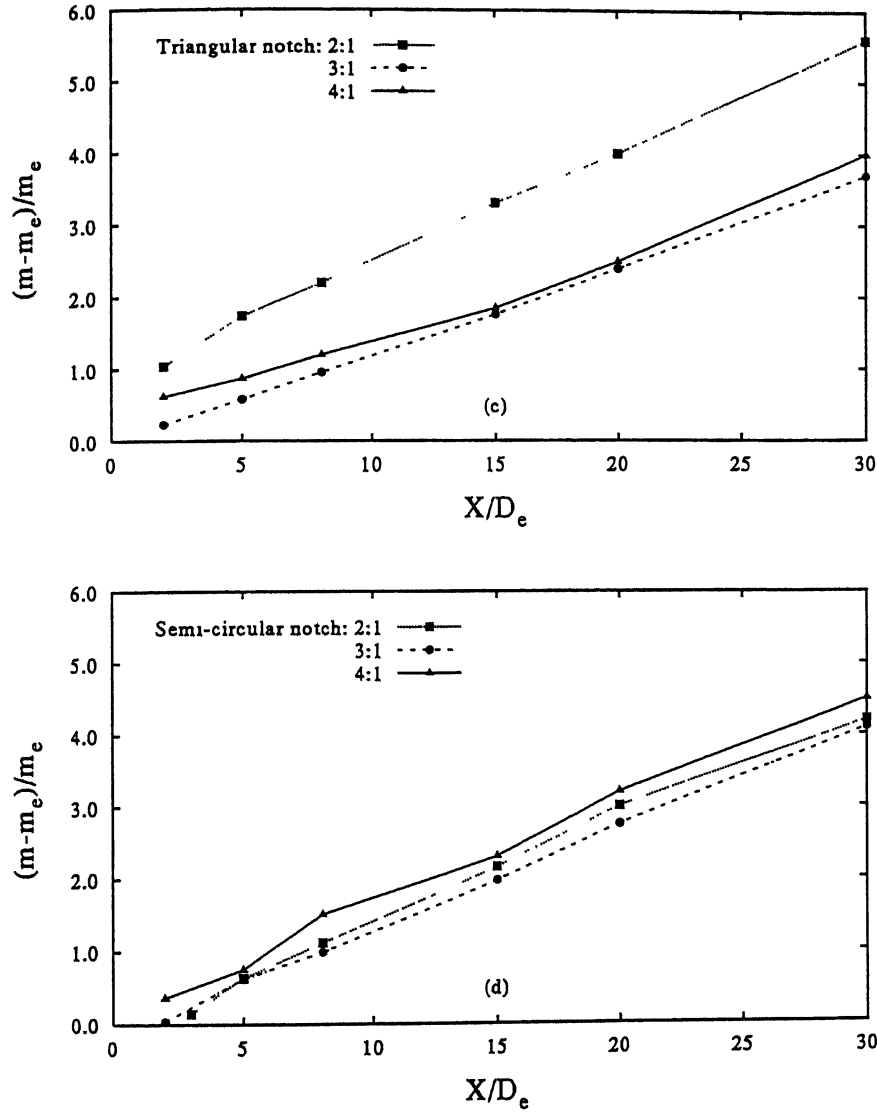 6.0
5.0
4.0
3.0
2.0
1.0
0.0
(m-m_e)/m_e
Triangular notch: 2:1
3:1
4:1
(c)
0 5 10 15 20 25 30
X/D_e
6.0
5.0
4.0
3.0
2.0
1.0
0.0
(m-m_e)/m_e
Semi-circular notch: 2:1
3:1
4:1
(d)
0 5 10 15 20 25 30
X/D_e